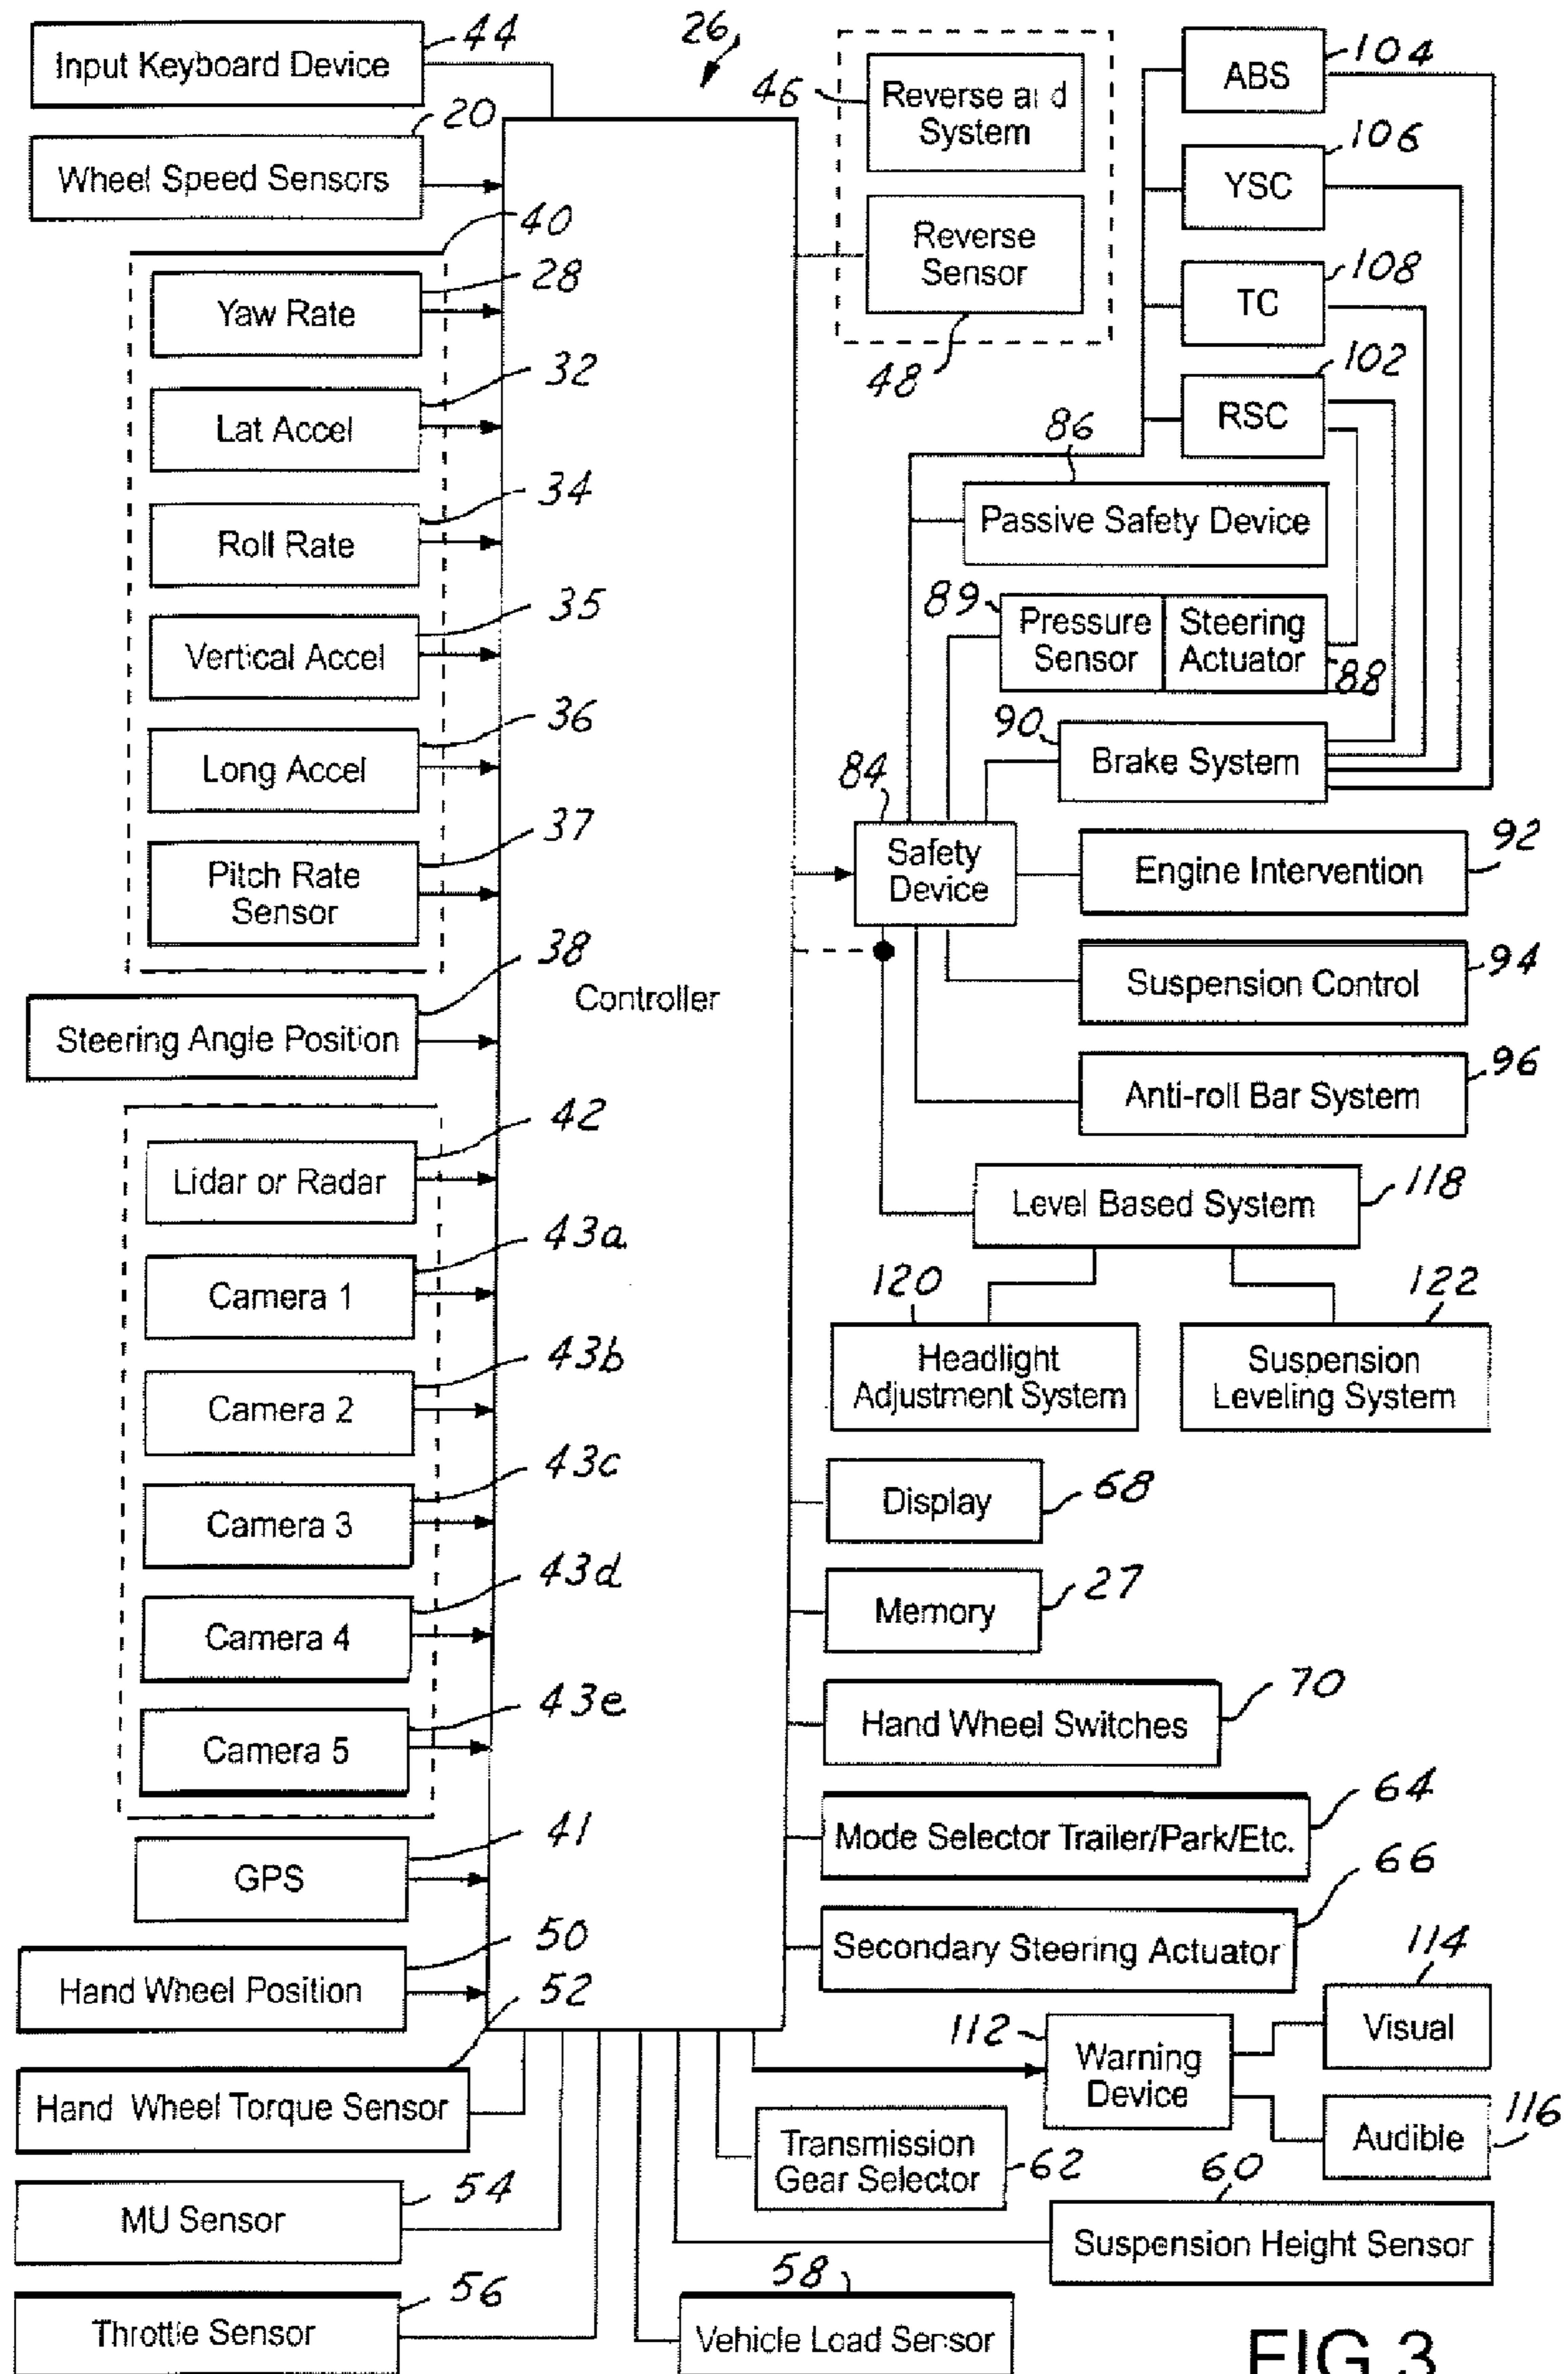 Input Keyboard Device
44
Wheel Speed Sensors
20
40
Yaw Rate
28
Lat Accel
32
Roll Rate
34
Vertical Accel
35
Long Accel
36
Pitch Rate
Sensor
37
Steering Angle Position
38
Lidar or Radar
42
Camera 1
43a
Camera 2
43b
Camera 3
43c
Camera 4
43d
Camera 5
43e
GPS
41
Hand Wheel Position
50
Hand Wheel Torque Sensor
52
MU Sensor
54
Throttle Sensor
56
Controller
26
46
Reverse aid
System
Reverse
Sensor
48
ABS
104
YSC
106
TC
108
RSC
102
86
Passive Safety Device
89
Pressure
Sensor
Steering
Actuator
88
90
Brake System
84
Safety
Device
Engine Intervention
92
Suspension Control
94
Anti-roll Bar System
96
Level Based System
118
120
Headlight
Adjustment System
122
Suspension
Leveling System
Display
68
Memory
27
Hand Wheel Switches
70
Mode Selector Trailer/Park/Etc.
64
Secondary Steering Actuator
66
112
Warning
Device
114
Visual
Audible
116
Transmission
Gear Selector
62
60
Suspension Height Sensor
58
Vehicle Load Sensor
FIG.3